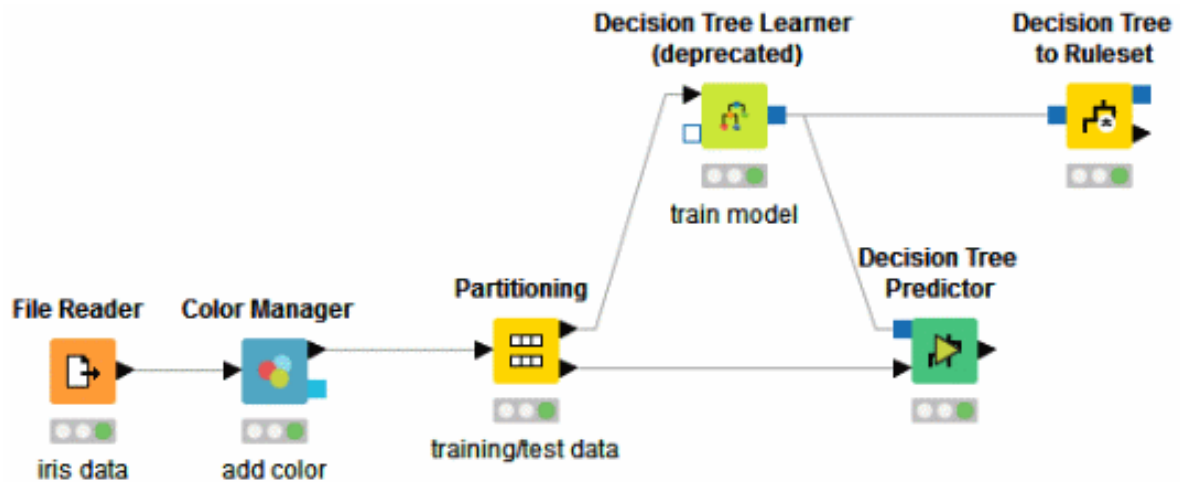 Decision Tree Learner
(deprecated)
Decision Tree
to Ruleset
train model
Decision Tree
Predictor
Partitioning
File Reader
Color Manager
training/test data
iris data
add color